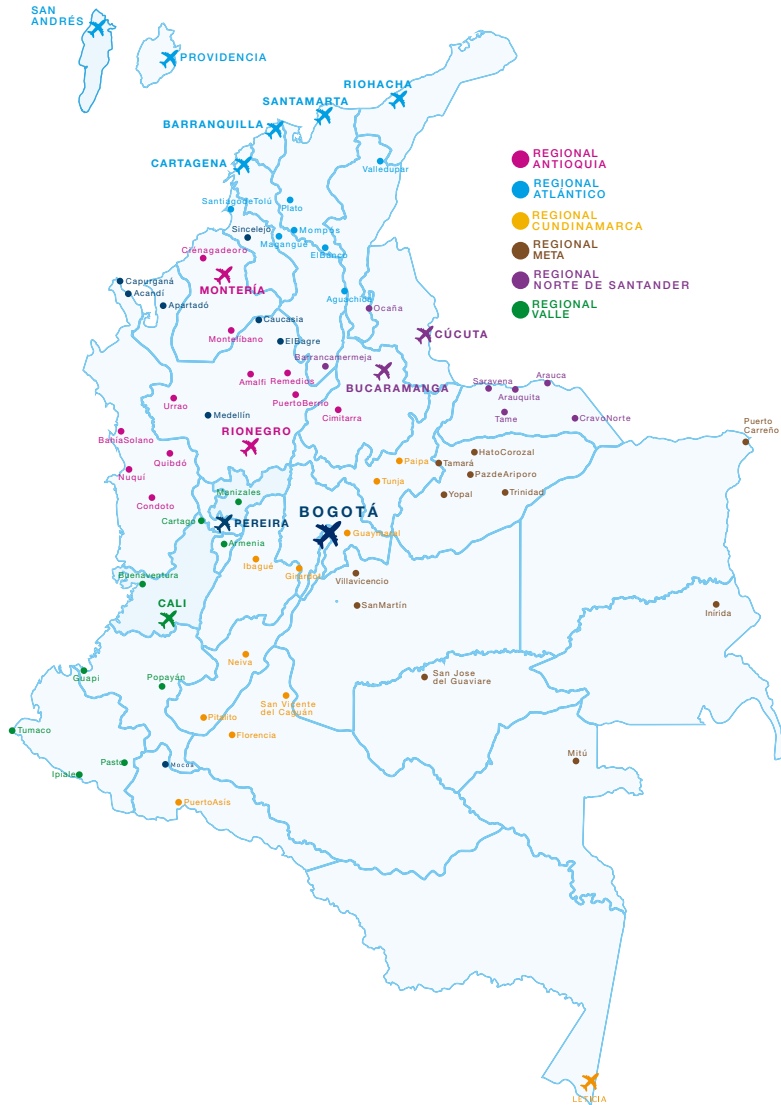 SAN
ANDRÉS
PROVIDENCIA
RIOHACHA
SANTAMARTA
BARRANQUILLA
CARTAGENA
REGIONAL
ANTIOQUIA
REGIONAL
ATLÁNTICO
REGIONAL
CUNDINAMARCA
REGIONAL
META
REGIONAL
NORTE DE SANTANDER
REGIONAL
VALLE
Valledupar
SantiagodeTolú
Plato
Sincelejo
Mompós
Magangué
ElBanco
Ciénagadeoro
MONTERÍA
Capurganá
Acandí
Apartadó
Aguachica
Ocaña
Caucasia
Montelíbano
ElBagre
CÚCUTA
Barrancamermeja
BUCARAMANGA
Amalfi
Remedios
PuertoBerrío
Cimitarra
Urrao
Medellín
RIONEGRO
Saravena
Arauca
Arauquita
Tame
CravoNorte
Puerto
Carreño
BahíaSolano
Quibdó
Nuquí
Condoto
Paipa
Tunja
HatoCorozal
Tamará
PazdeAriporo
Yopal
Trinidad
Manizales
Cartago
PEREIRA
BOGOTÁ
Guaymaral
Armenia
Ibagué
Girardot
Villavicencio
SanMartín
Buenaventura
CALI
Inírida
Neiva
Guapi
Popayán
San Jose
del Guaviare
San Vicente
del Caguán
Pitalito
Florencia
Tumaco
Pasto
Mocoa
Ipiales
PuertoAsís
Mitú
LETICIA